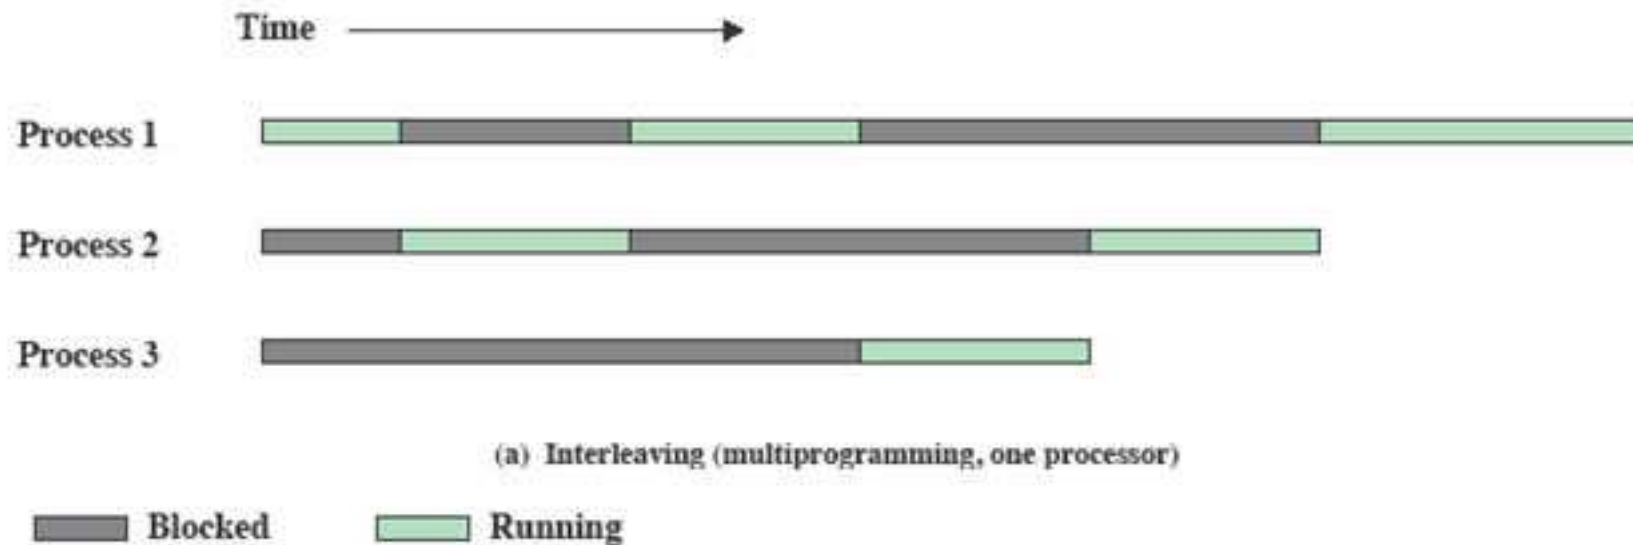 Time
Process 1
Process 2
Process 3
(a) Interleaving (multiprogramming, one processor)
Blocked Running